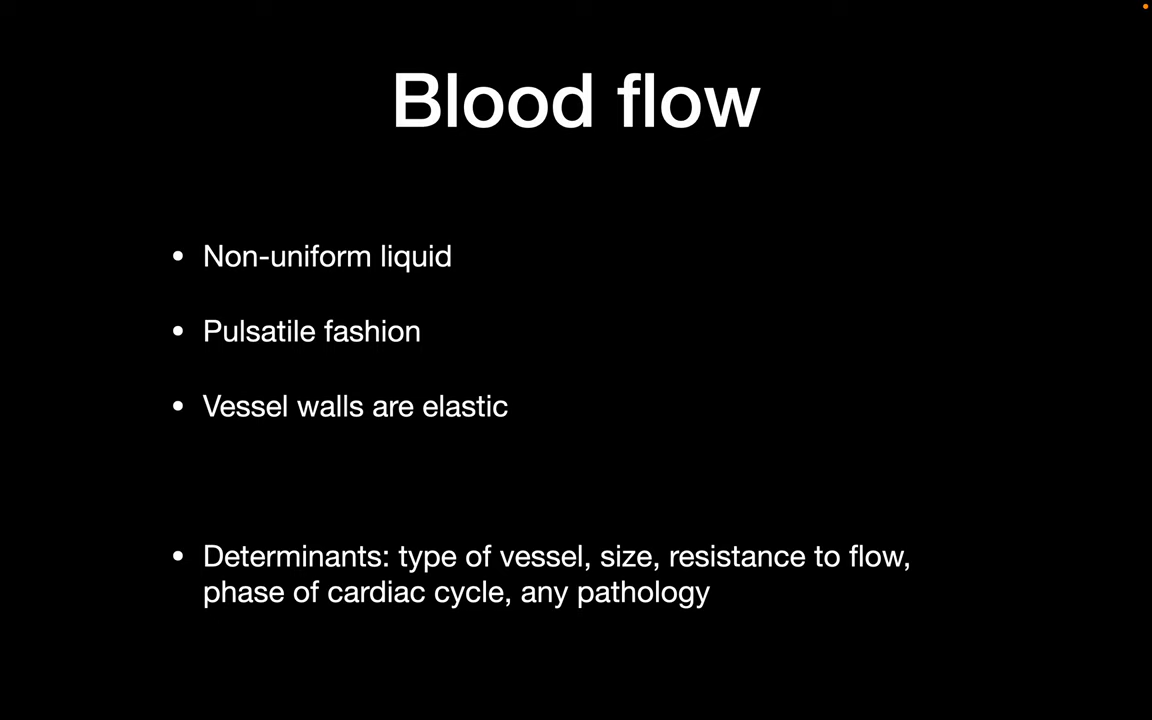 Blood flow
• Non-uniform liquid
• Pulsatile fashion
• Vessel walls are elastic
• Determinants: type of vessel, size, resistance to flow,
phase of cardiac cycle, any pathology